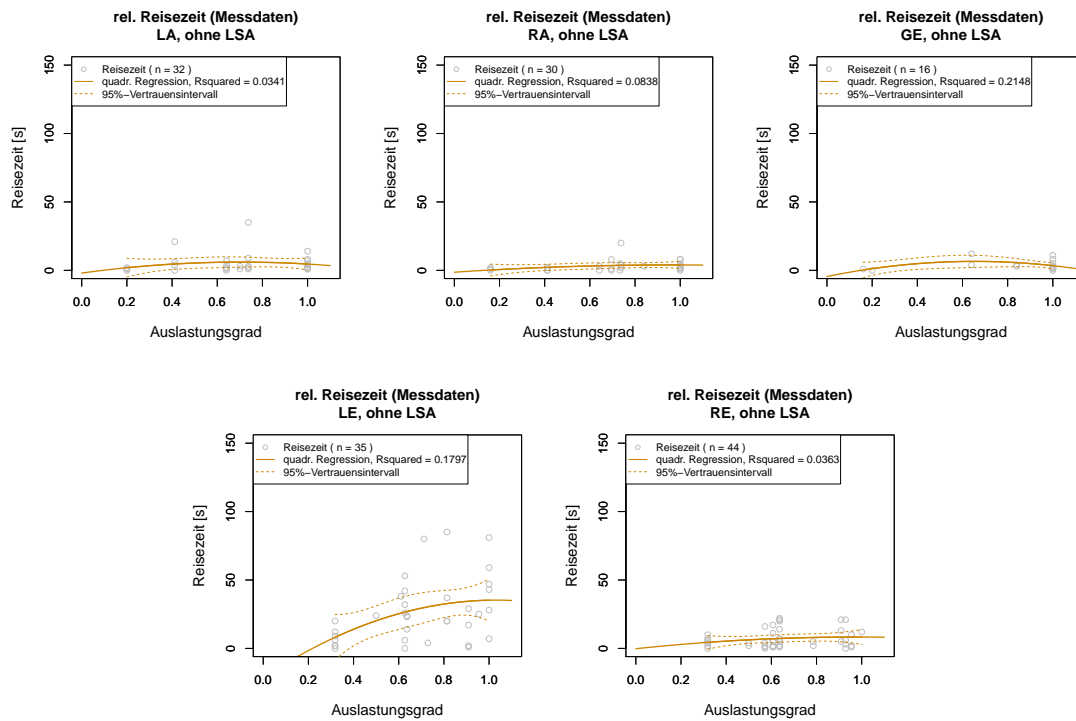 rel. Reisezeit (Messdaten)
LA, ohne LSA
Reisezeit ( n = 32 )
quadr. Regression, Rsquared = 0.0341
95%−Vertrauensintervall
Reisezeit [s]
150
100
50
0
0.0 0.2 0.4 0.6 0.8 1.0
Auslastungsgrad
rel. Reisezeit (Messdaten)
RA, ohne LSA
Reisezeit ( n = 30 )
quadr. Regression, Rsquared = 0.0838
95%−Vertrauensintervall
Reisezeit [s]
150
100
50
0
0.0 0.2 0.4 0.6 0.8 1.0
Auslastungsgrad
rel. Reisezeit (Messdaten)
GE, ohne LSA
Reisezeit ( n = 16 )
quadr. Regression, Rsquared = 0.2148
95%−Vertrauensintervall
Reisezeit [s]
150
100
50
0
0.0 0.2 0.4 0.6 0.8 1.0
Auslastungsgrad
rel. Reisezeit (Messdaten)
LE, ohne LSA
Reisezeit ( n = 35 )
quadr. Regression, Rsquared = 0.1797
95%−Vertrauensintervall
Reisezeit [s]
150
100
50
0
0.0 0.2 0.4 0.6 0.8 1.0
Auslastungsgrad
rel. Reisezeit (Messdaten)
RE, ohne LSA
Reisezeit ( n = 44 )
quadr. Regression, Rsquared = 0.0363
95%−Vertrauensintervall
Reisezeit [s]
150
100
50
0
0.0 0.2 0.4 0.6 0.8 1.0
Auslastungsgrad